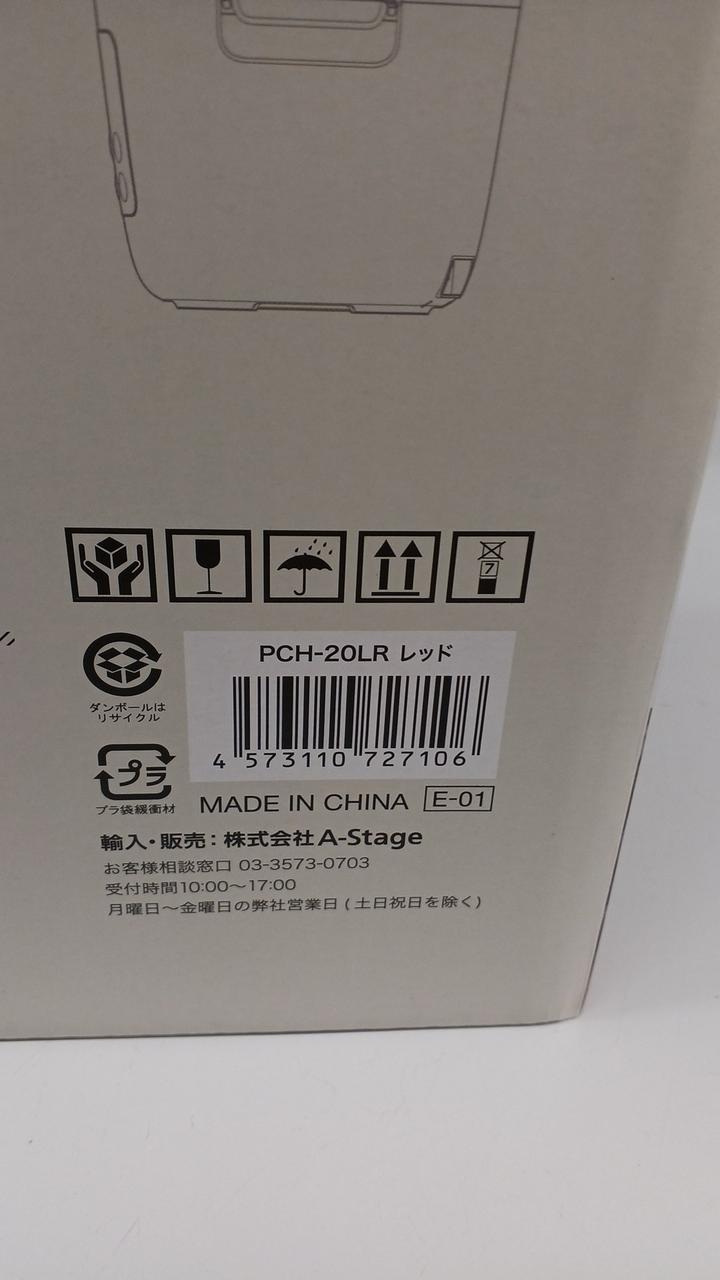 7
PCH-20LR レッド
4 573110 727106
ダンボールは
リサイクル
プラ
プラ袋緩衝材
MADE IN CHINA E-01
輸入・販売：株式会社A-Stage
お客様相談窓口 03-3573-0703
受付時間10:00～17:00
月曜日～金曜日の弊社営業日（土日祝日を除く）